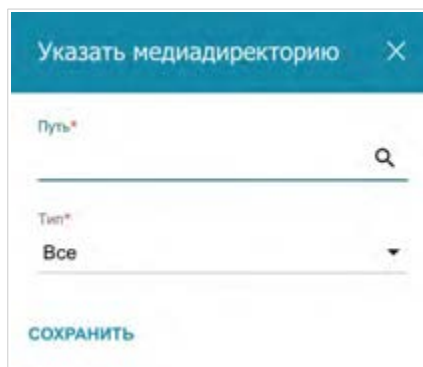 Указать медиадиректорию
Путь*
Тип*
Все
СОХРАНИТЬ